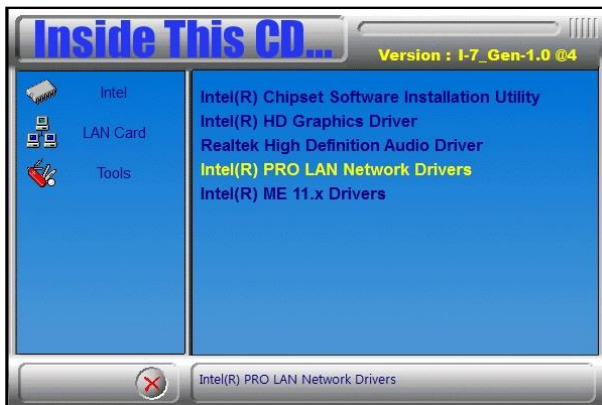 Inside This CD...
Version : I-7_Gen-1.0 @4
Intel
LAN Card
Tools
Intel(R) Chipset Software Installation Utility
Intel(R) HD Graphics Driver
Realtek High Definition Audio Driver
Intel(R) PRO LAN Network Drivers
Intel(R) ME 11.x Drivers
Intel(R) PRO LAN Network Drivers